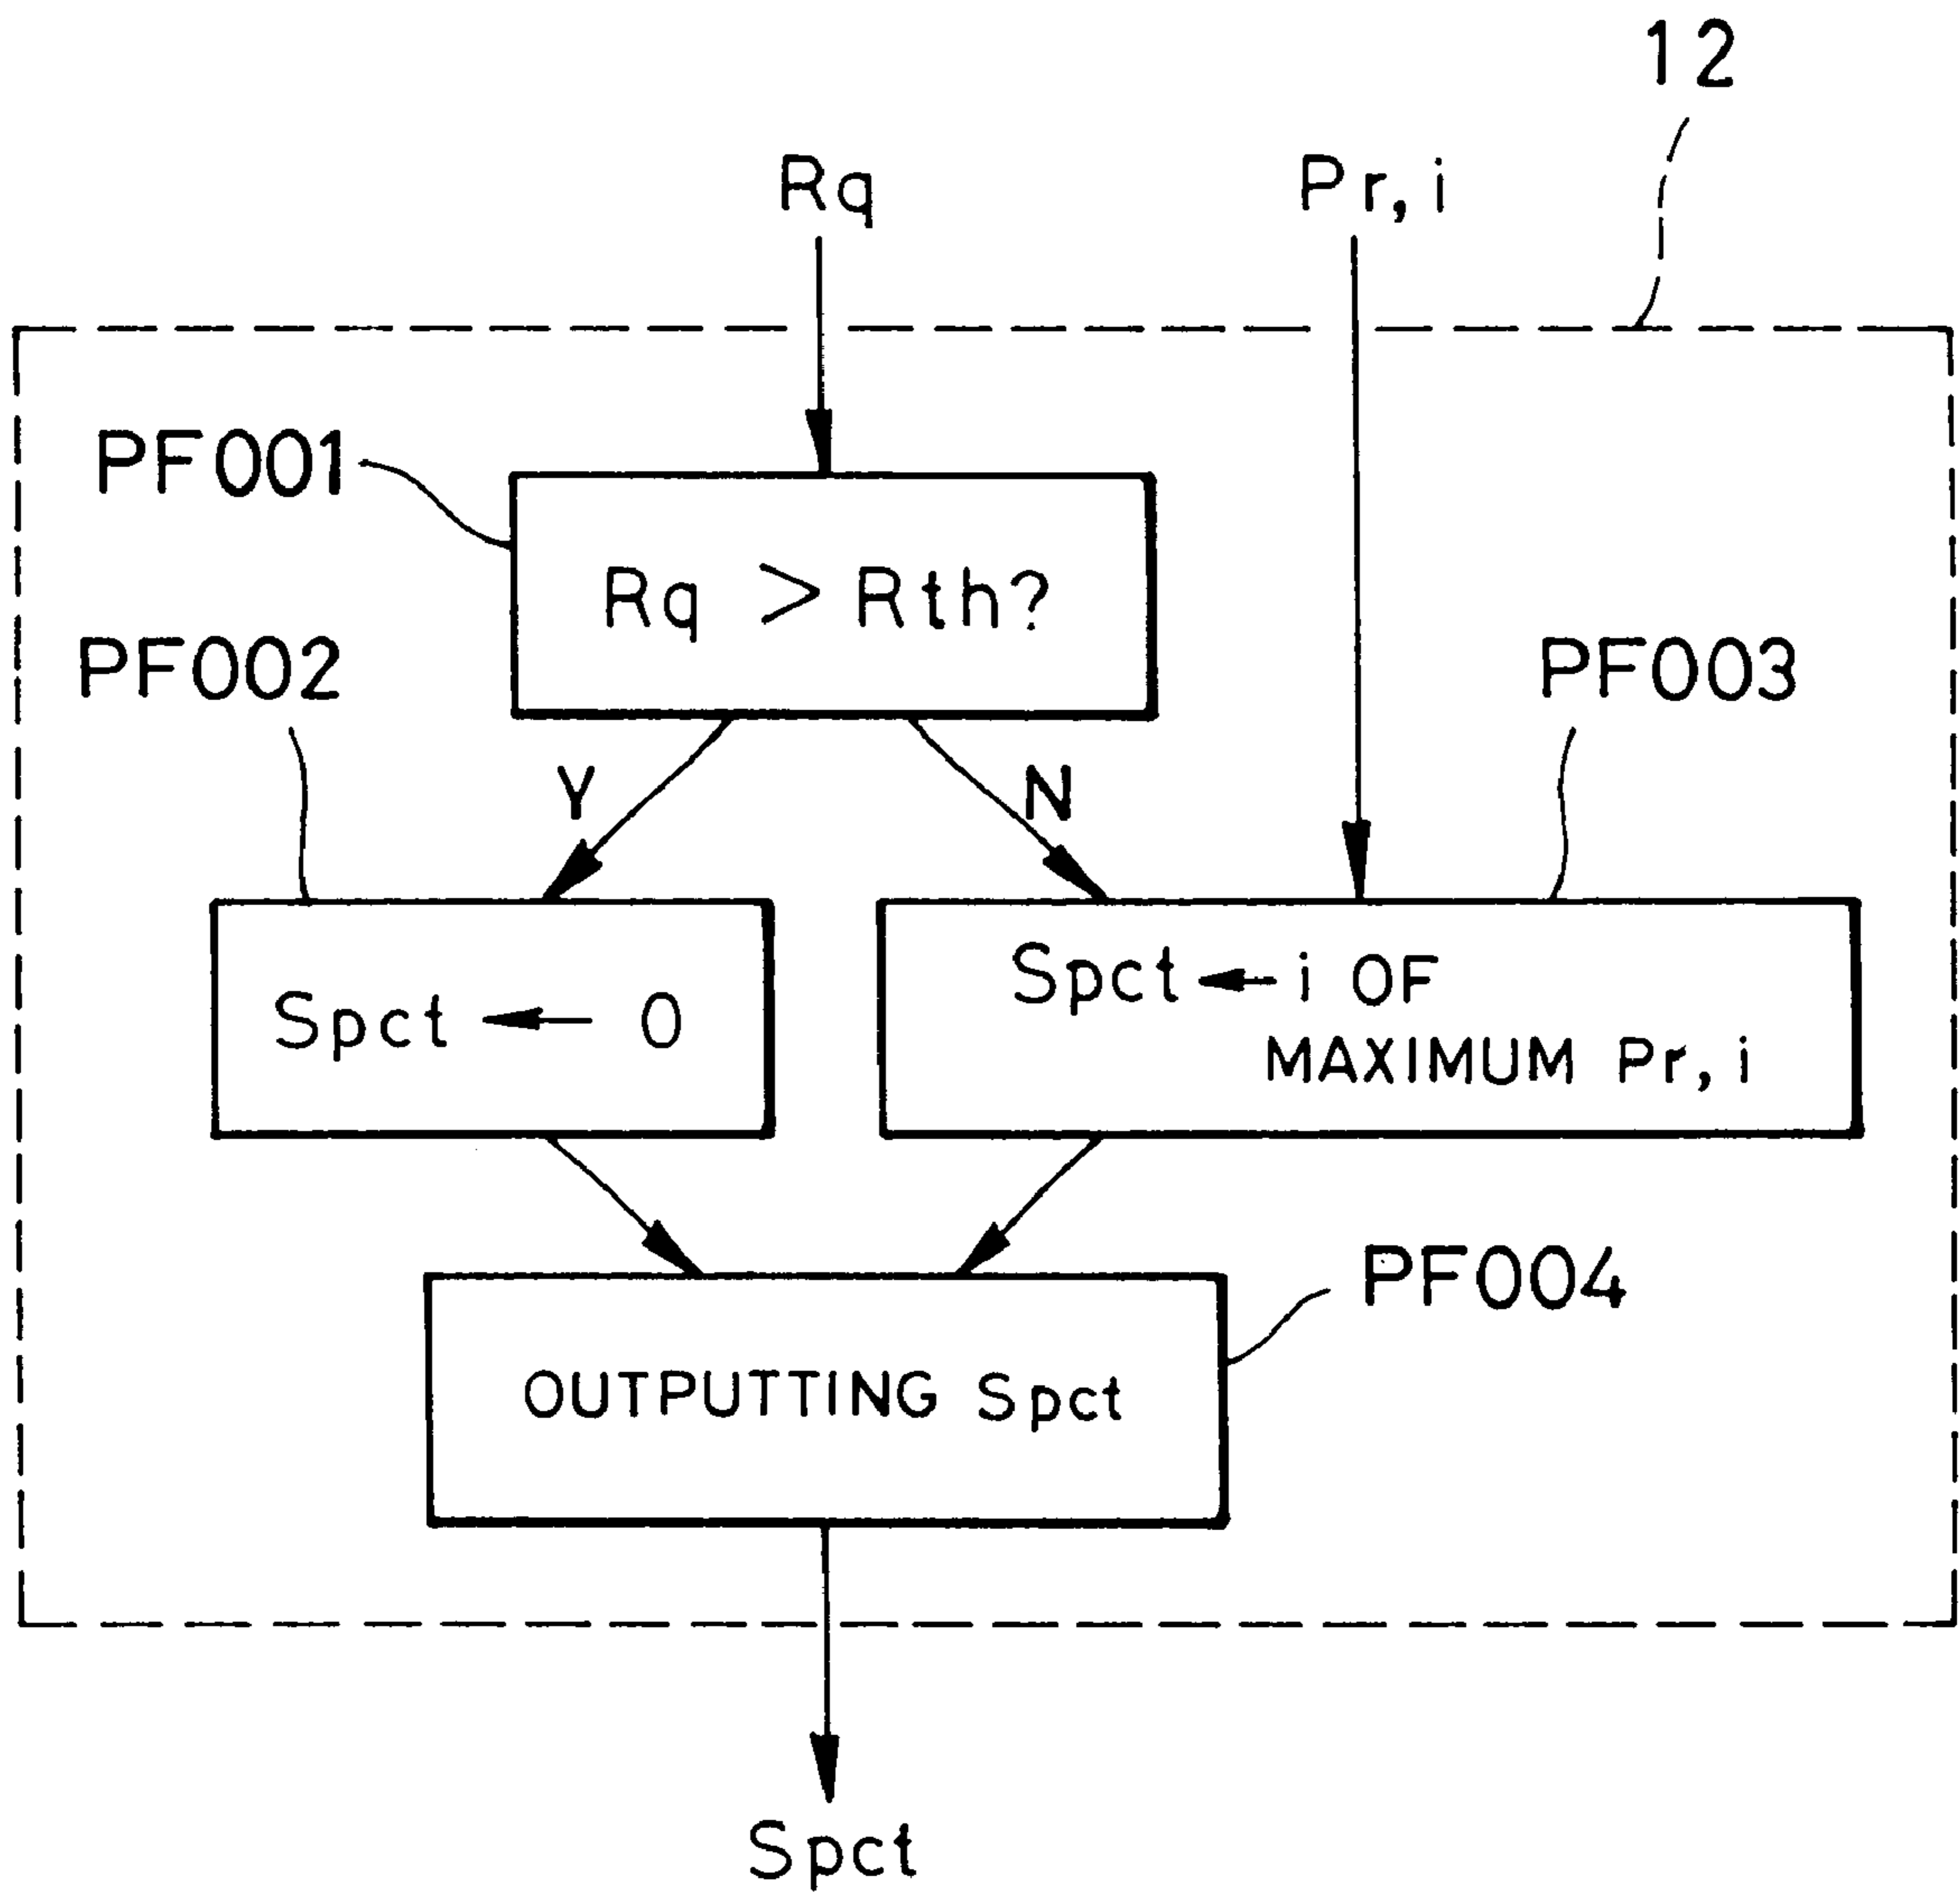 12
Rq
Pr,i
PF001
Rq > Rth?
PF002
PF003
Y
N
Spct ← 0
Spct ← i OF
MAXIMUM Pr,i
PF004
OUTPUTTING Spct
Spct